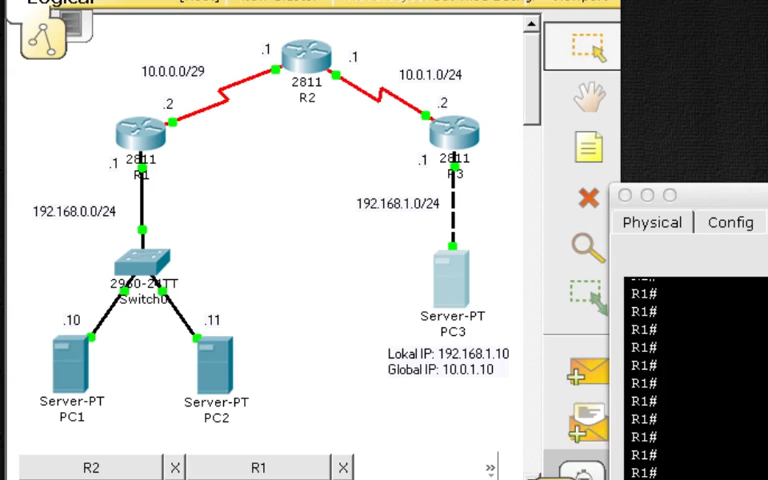 Logical
.1
.1
10.0.0.0/29
10.0.1.0/24
2811
R2
.2
.2
2811
R1
2811
R3
.1
.1
192.168.0.0/24
192.168.1.0/24
Physical
Config
2950-24TT
Switch0
.10
.11
Server-PT
PC3
Lokal IP: 192.168.1.10
Global IP: 10.0.1.10
Server-PT
PC1
Server-PT
PC2
R1#
R1#
R1#
R1#
R1#
R1#
R1#
R1#
R1#
R1#
R1#
R2
X
R1
X
»